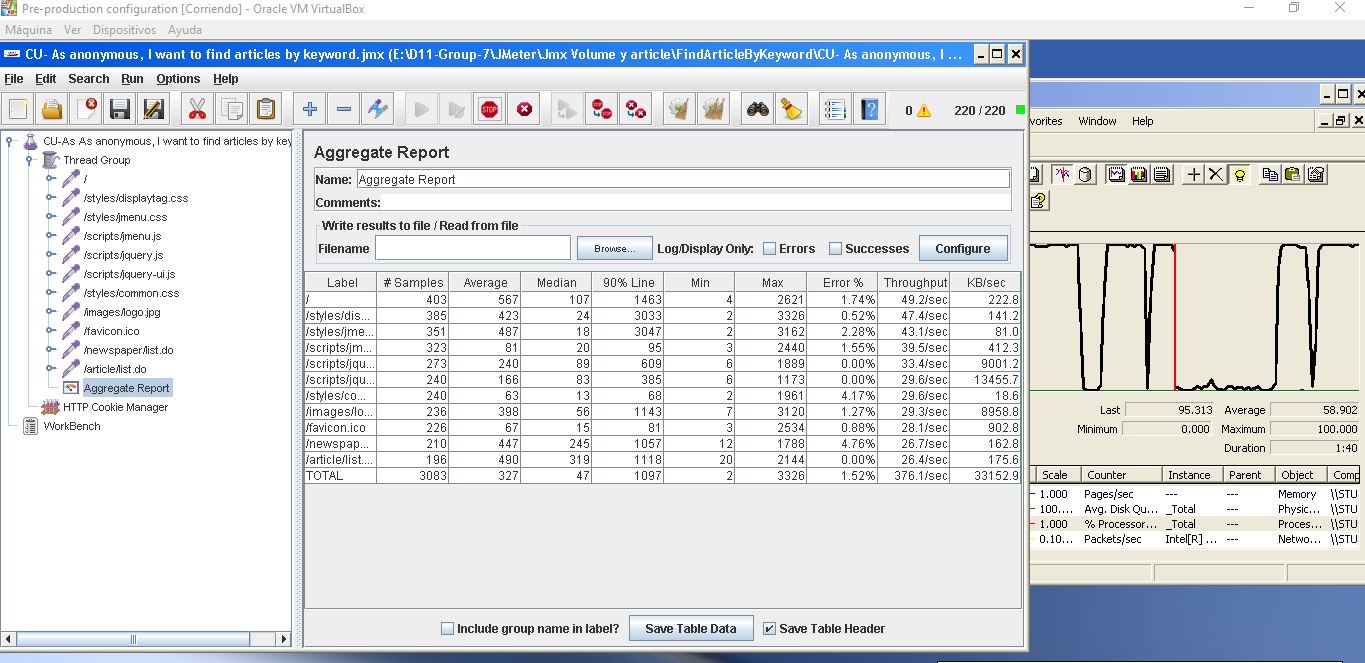 Pre-production configuration [Corriendo] - Oracle VM VirtualBox
Máquina Ver Dispositivos Ayuda
CU- As anonymous, I want to find articles by keyword.jmx (E:\D11-Group-7\JMeter\Jmx Volume y article\FindArticleByKeyword\CU- As anonymous, I ...
File Edit Search Run Options Help
0 220 / 220
CU-As As anonymous, I want to find articles by key
Thread Group
/
/styles/displaytag.css
/styles/jmenu.css
/scripts/jmenu.js
/scripts/jquery.js
/scripts/jquery-ui.js
/styles/common.css
/images/logo.jpg
/favicon.ico
/newspaper/list.do
/article/list.do
Aggregate Report
HTTP Cookie Manager
WorkBench
Aggregate Report
Name: Aggregate Report
Comments:
Write results to file / Read from file
Filename Browse... Log/Display Only: Errors Successes Configure
Label # Samples Average Median 90% Line Min Max Error % Throughput KB/sec
/ 403 567 107 1463 4 2621 1.74% 49.2/sec 222.8
/styles/dis... 385 423 24 3033 2 3326 0.52% 47.4/sec 141.2
/styles/jme... 351 487 18 3047 2 3162 2.28% 43.1/sec 81.0
/scripts/jm... 323 81 20 95 3 2440 1.55% 39.5/sec 412.3
/scripts/jqu... 273 240 89 609 6 1889 0.00% 33.4/sec 9001.2
/scripts/jqu... 240 166 83 385 6 1173 0.00% 29.6/sec 13455.7
/styles/co... 240 63 13 68 2 1961 4.17% 29.6/sec 18.6
/images/lo... 236 398 56 1143 7 3120 1.27% 29.3/sec 8958.8
/favicon.ico 226 67 15 81 3 2534 0.88% 28.1/sec 902.8
/newspap... 210 447 245 1057 12 1788 4.76% 26.7/sec 162.8
/article/list.... 196 490 319 1118 20 2144 0.00% 26.4/sec 175.6
TOTAL 3083 327 47 1097 2 3326 1.52% 376.1/sec 33152.9
Include group name in label? Save Table Data Save Table Header
vorites Window Help
Last 95.313 Average 58.902
Minimum 0.000 Maximum 100.000
Duration 1:40
Scale Counter Instance Parent Object Comp
1.000 Pages/sec --- --- Memory \\STU
100.... Avg. Disk Qu... _Total --- Physic... \\STU
1.000 % Processor... _Total --- Proces... \\STU
0.10... Packets/sec Intel[R] ... --- Netwo... \\STU